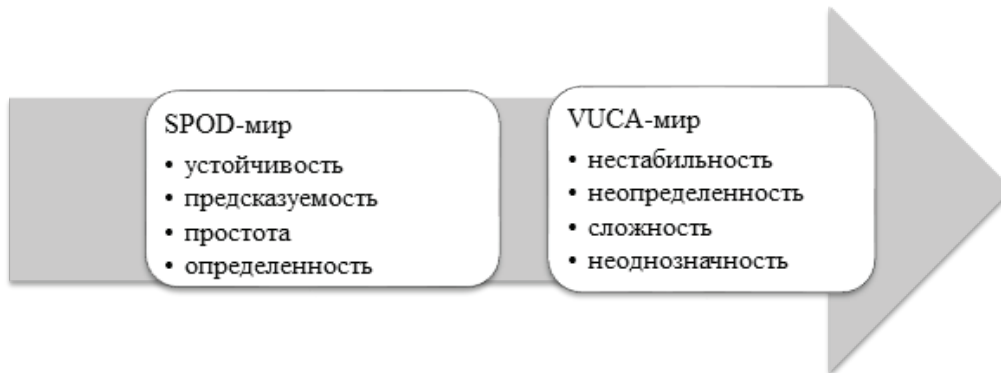 SPOD-мир
• устойчивость
• предсказуемость
• простота
• определенность
VUCA-мир
• нестабильность
• неопределенность
• сложность
• неоднозначность